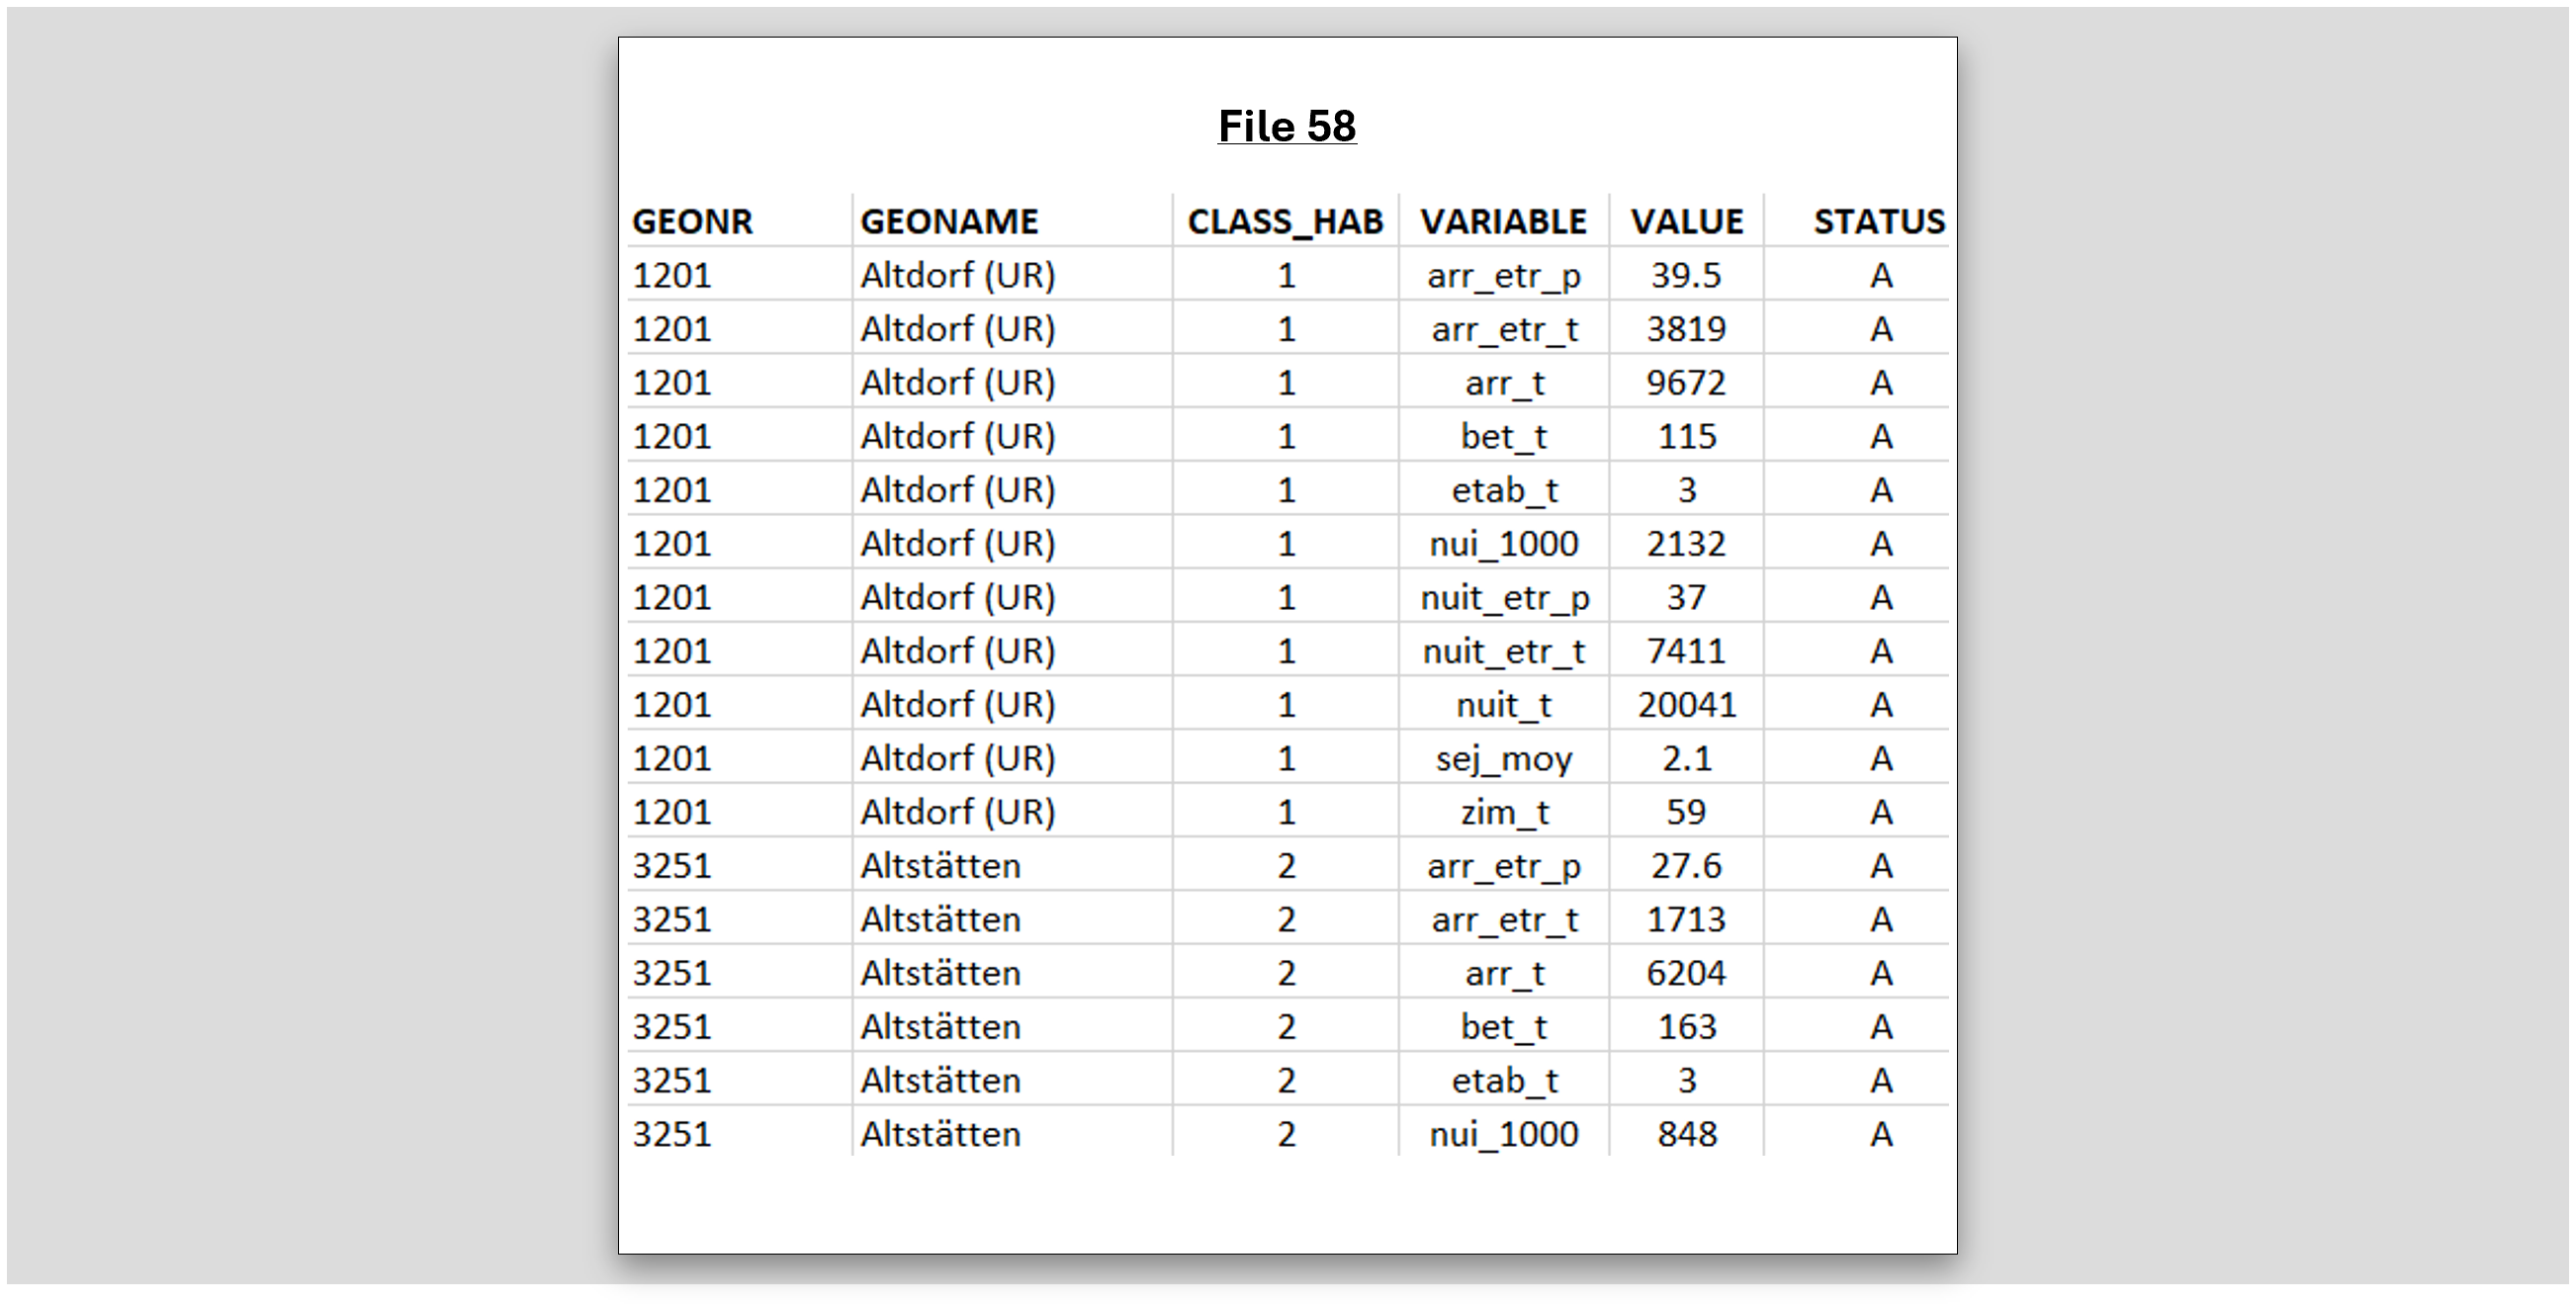 File 58
GEONR GEONAME CLASS_HAB VARIABLE VALUE STATUS
1201 Altdorf (UR) 1 arr_etr_p 39.5 A
1201 Altdorf (UR) 1 arr_etr_t 3819 A
1201 Altdorf (UR) 1 arr_t 9672 A
1201 Altdorf (UR) 1 bet_t 115 A
1201 Altdorf (UR) 1 etab_t 3 A
1201 Altdorf (UR) 1 nui_1000 2132 A
1201 Altdorf (UR) 1 nuit_etr_p 37 A
1201 Altdorf (UR) 1 nuit_etr_t 7411 A
1201 Altdorf (UR) 1 nuit_t 20041 A
1201 Altdorf (UR) 1 sej_moy 2.1 A
1201 Altdorf (UR) 1 zim_t 59 A
3251 Altstätten 2 arr_etr_p 27.6 A
3251 Altstätten 2 arr_etr_t 1713 A
3251 Altstätten 2 arr_t 6204 A
3251 Altstätten 2 bet_t 163 A
3251 Altstätten 2 etab_t 3 A
3251 Altstätten 2 nui_1000 848 A